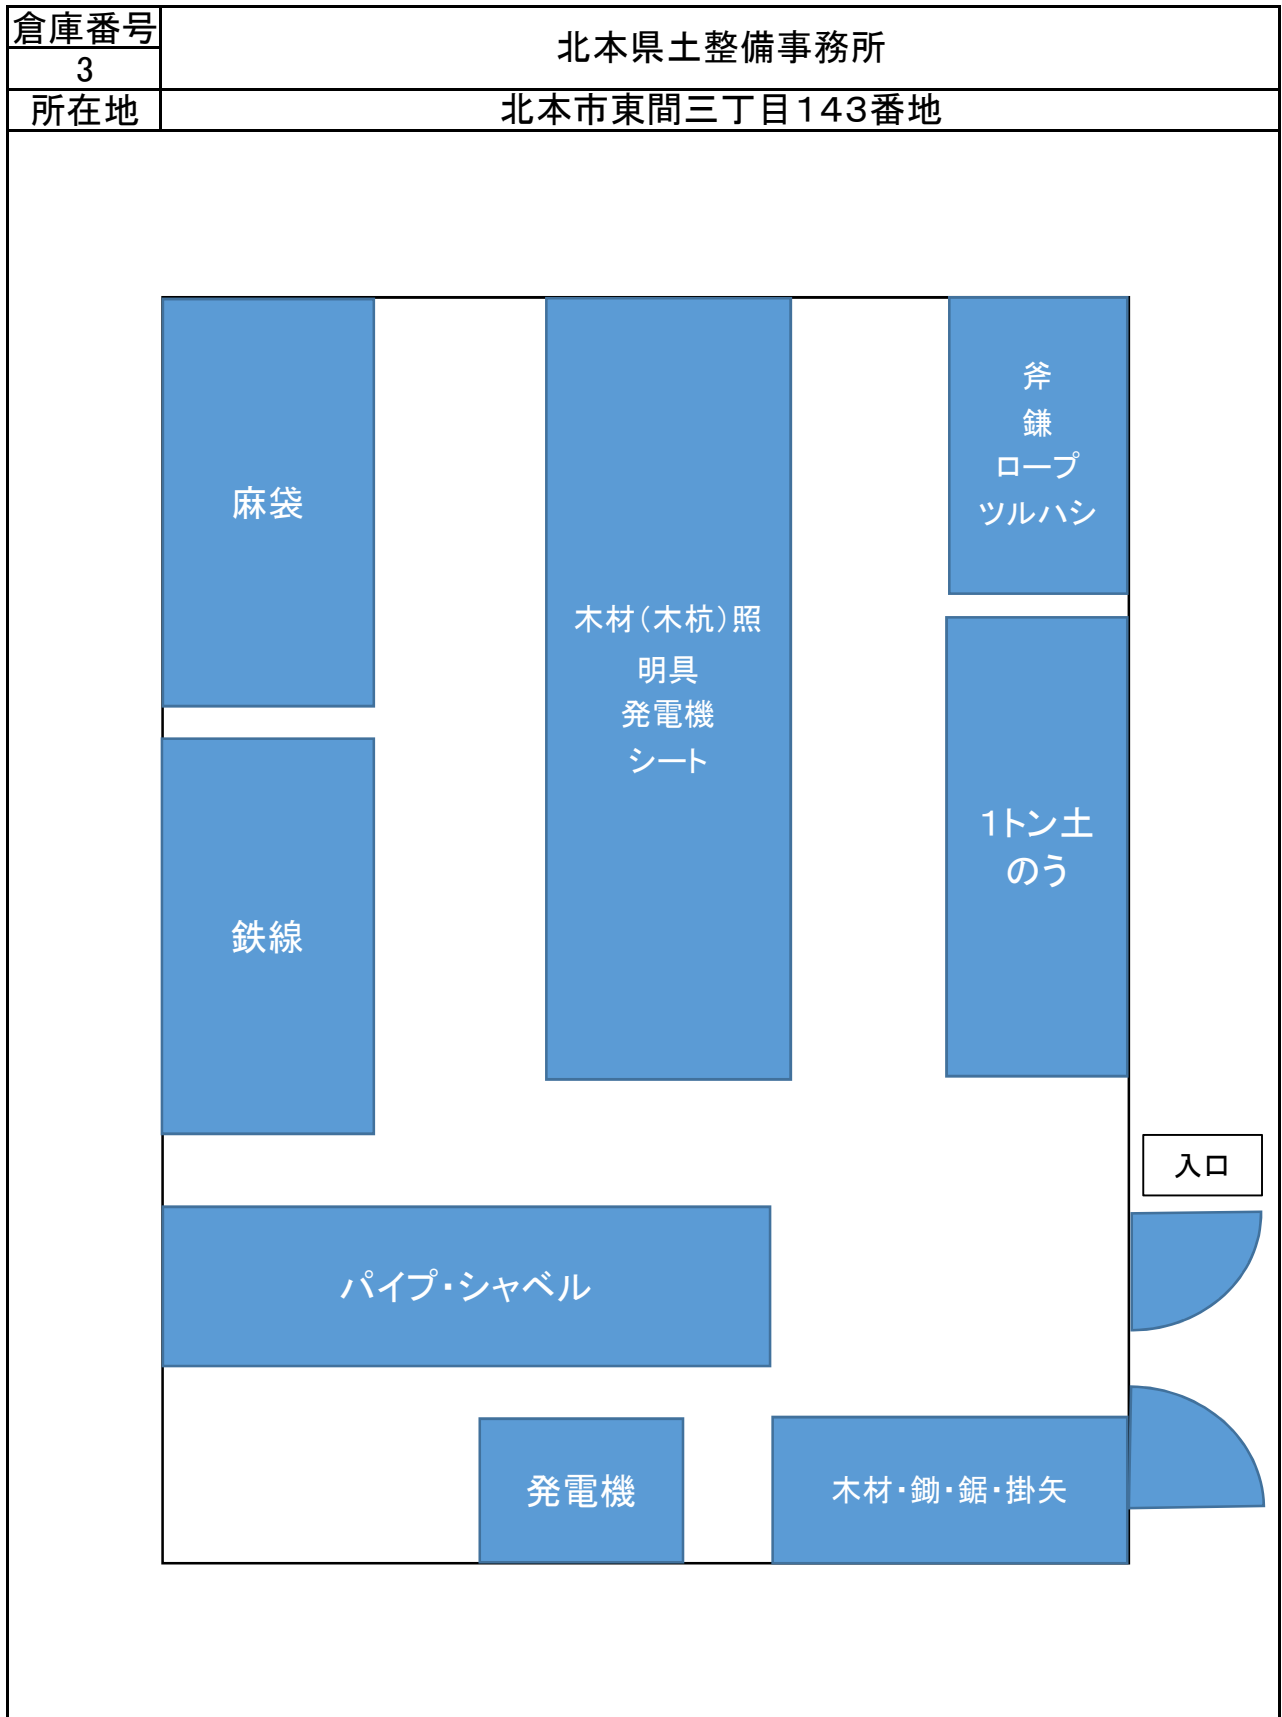 倉庫番号
3
北本県土整備事務所
所在地
北本市東間三丁目143番地
麻袋
鉄線
木材(木杭)照
明具
発電機
シート
斧
鎌
ロープ
ツルハシ
1トン土
のう
入口
パイプ・シャベル
発電機
木材・鋤・鋸・掛矢